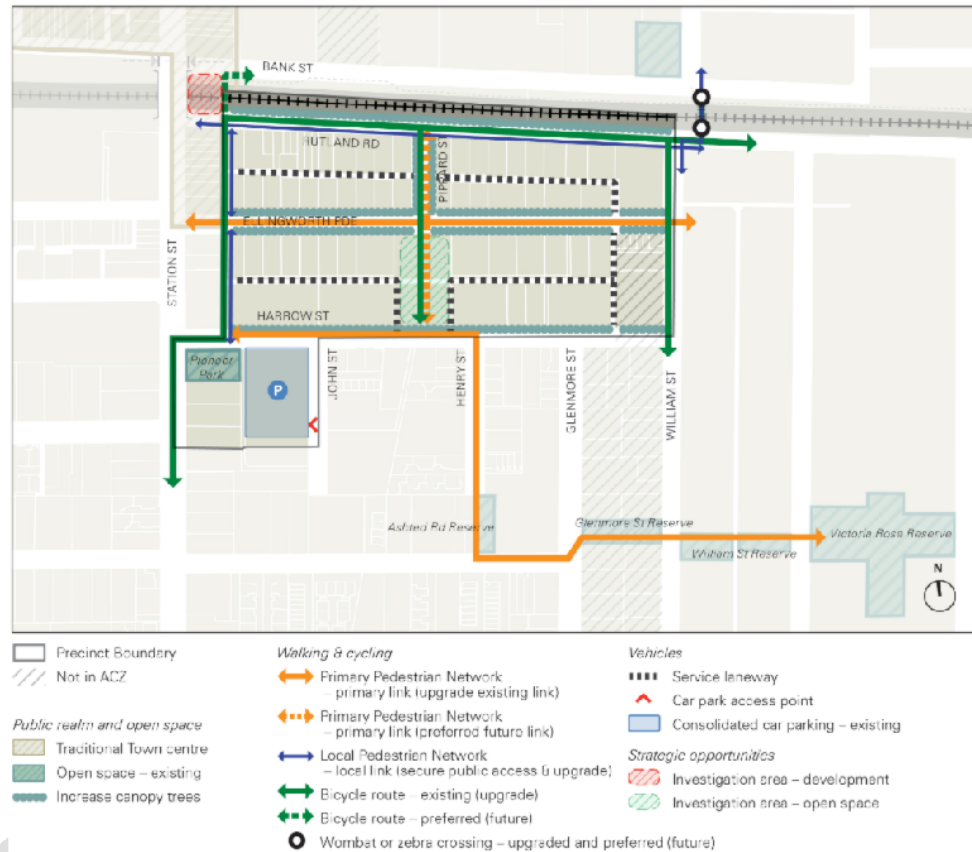 BANK ST
RUTLAND RD
PIPPARD ST
ELLINGWORTH PDE
STATION ST
HARROW ST
Pioneer
Park
P
JOHN ST
HENRY ST
GLENMORE ST
WILLIAM ST
Ashted Rd Reserve
Glenmore St Reserve
William St Reserve
Victoria Rose Reserve
N
Precinct Boundary
Not in ACZ
Public realm and open space
Traditional Town centre
Open space – existing
Increase canopy trees
Walking & cycling
Primary Pedestrian Network
– primary link (upgrade existing link)
Primary Pedestrian Network
– primary link (preferred future link)
Local Pedestrian Network
– local link (secure public access & upgrade)
Bicycle route – existing (upgrade)
Bicycle route – preferred (future)
Wombat or zebra crossing – upgraded and preferred (future)
Vehicles
Service laneway
Car park access point
Consolidated car parking – existing
Strategic opportunities
Investigation area – development
Investigation area – open space